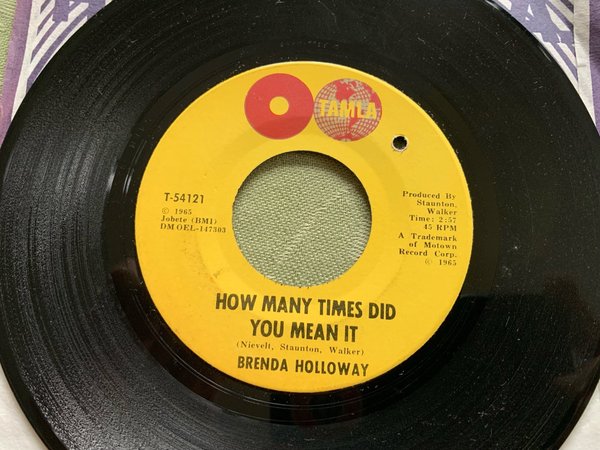 TAMLA
T-54121
© 1965
Jobete (BMI)
DM OEL-147303
Produced By
Staunton,
Walker
Time: 2:57
45 RPM
A Trademark
of Motown
Record Corp.
© 1965
HOW MANY TIMES DID
YOU MEAN IT
(Nievelt, Staunton, Walker)
BRENDA HOLLOWAY